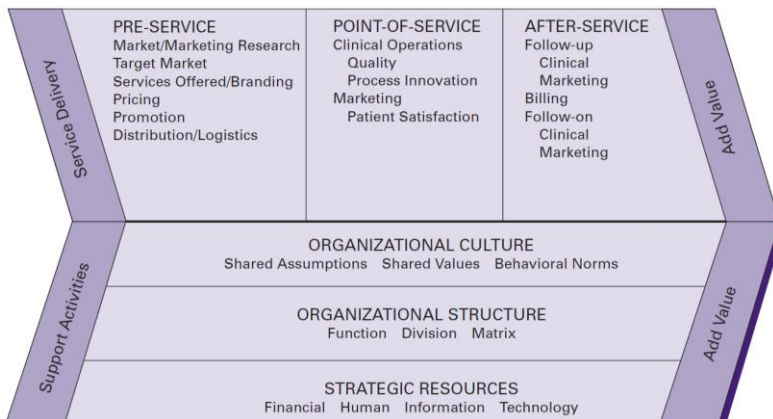 Service Delivery
PRE-SERVICE
Market/Marketing Research
Target Market
Services Offered/Branding
Pricing
Promotion
Distribution/Logistics
POINT-OF-SERVICE
Clinical Operations
Quality
Process Innovation
Marketing
Patient Satisfaction
AFTER-SERVICE
Follow-up
Clinical
Marketing
Billing
Follow-on
Clinical
Marketing
Add Value
Support Activities
ORGANIZATIONAL CULTURE
Shared Assumptions Shared Values Behavioral Norms
ORGANIZATIONAL STRUCTURE
Function Division Matrix
STRATEGIC RESOURCES
Financial Human Information Technology
Add Value